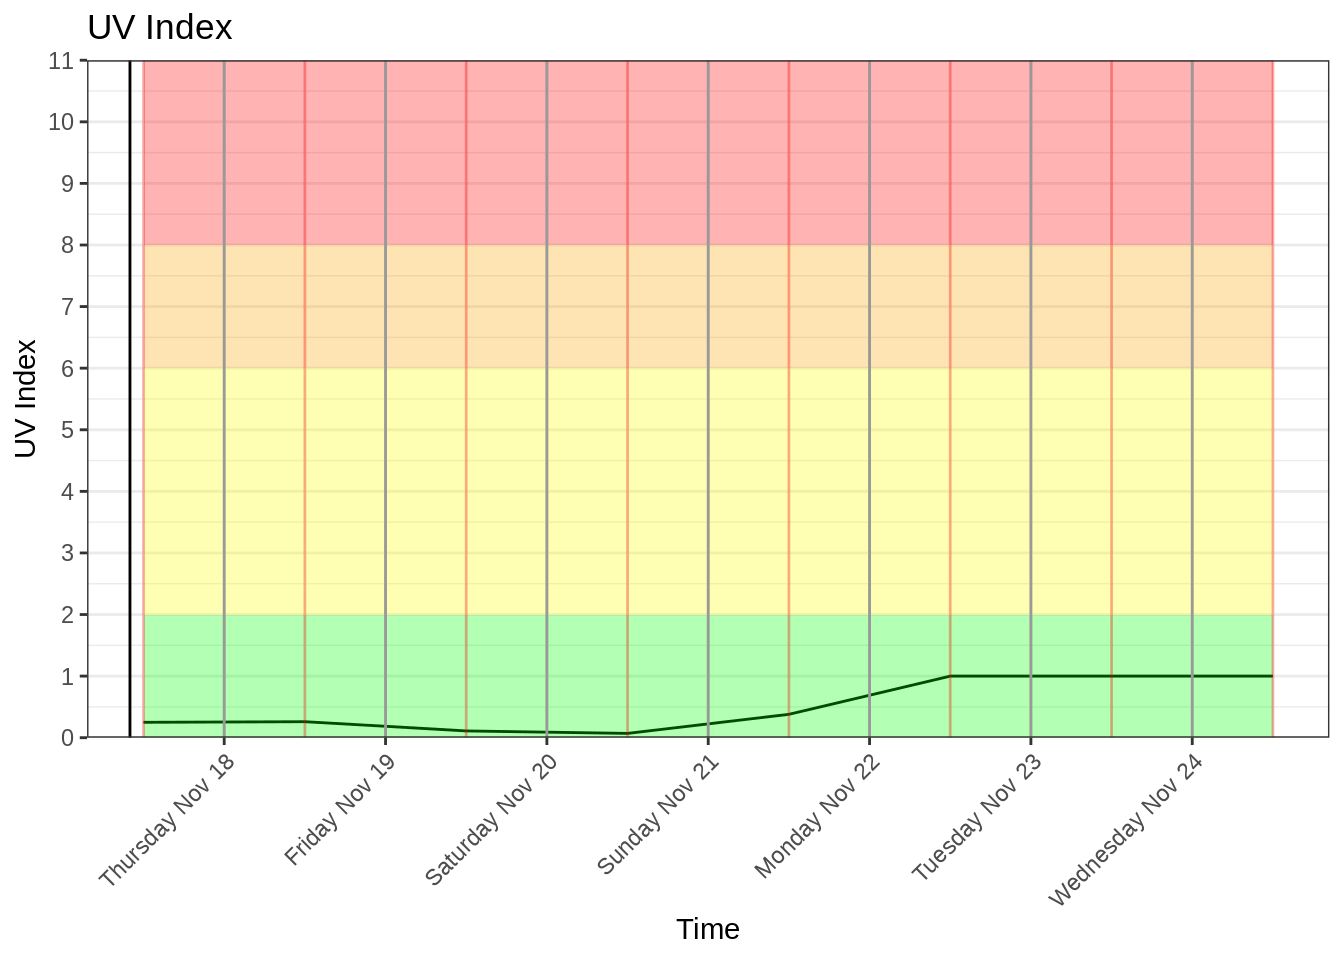 UV Index
11
10
9
8
7
6
5
4
3
2
1
0
UV Index
Thursday Nov 18
Friday Nov 19
Saturday Nov 20
Sunday Nov 21
Monday Nov 22
Tuesday Nov 23
Wednesday Nov 24
Time